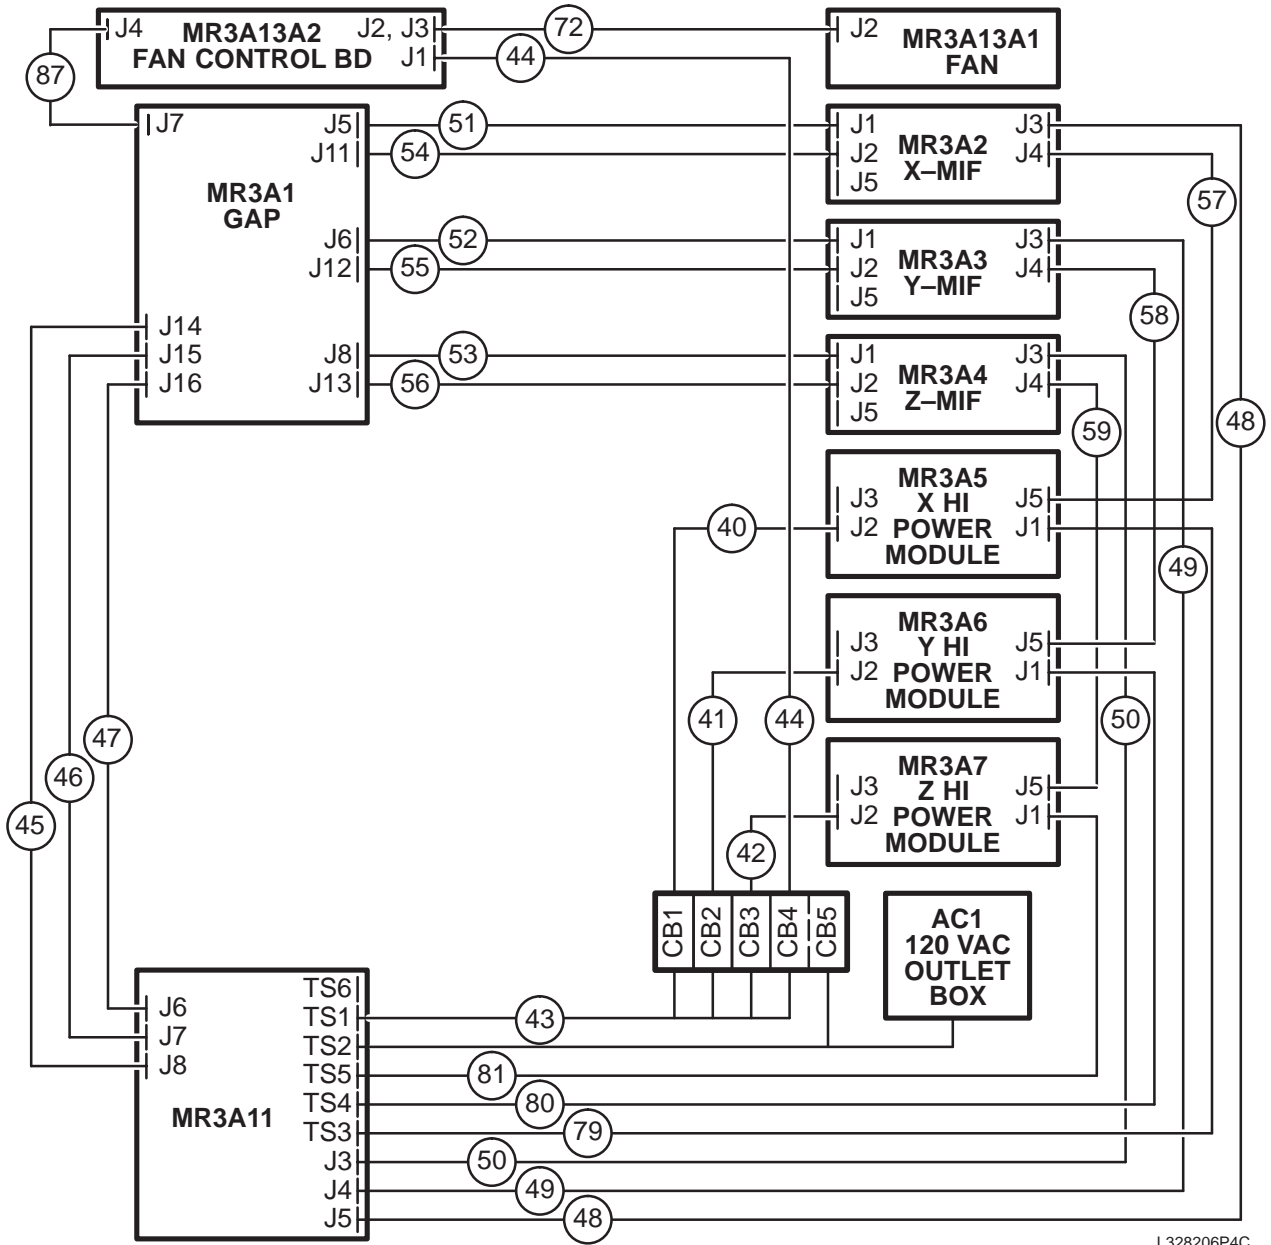 J4 MR3A13A2 J2, J3
FAN CONTROL BD J1
72
44
J2 MR3A13A1
FAN
87
J7 J5
J11
MR3A1
GAP
J6
J12
J14
J15 J8
J16 J13
51
54
52
55
53
56
J1 J3
J2 MR3A2 J4
J5 X–MIF
57
J1 J3
J2 MR3A3 J4
J5 Y–MIF
58
J1 J3
J2 MR3A4 J4
J5 Z–MIF
59
48
MR3A5
J3 X HI J5
J2 POWER J1
MODULE
40
49
MR3A6
J3 Y HI J5
J2 POWER J1
MODULE
41
44
50
47
46
45
MR3A7
J3 Z HI J5
J2 POWER J1
MODULE
42
CB1
CB2
CB3
CB4
CB5
AC1
120 VAC
OUTLET
BOX
J6
J7
J8
MR3A11
TS6
TS1
TS2
TS5
TS4
TS3
J3
J4
J5
43
81
80
79
50
49
48
L328206P4C